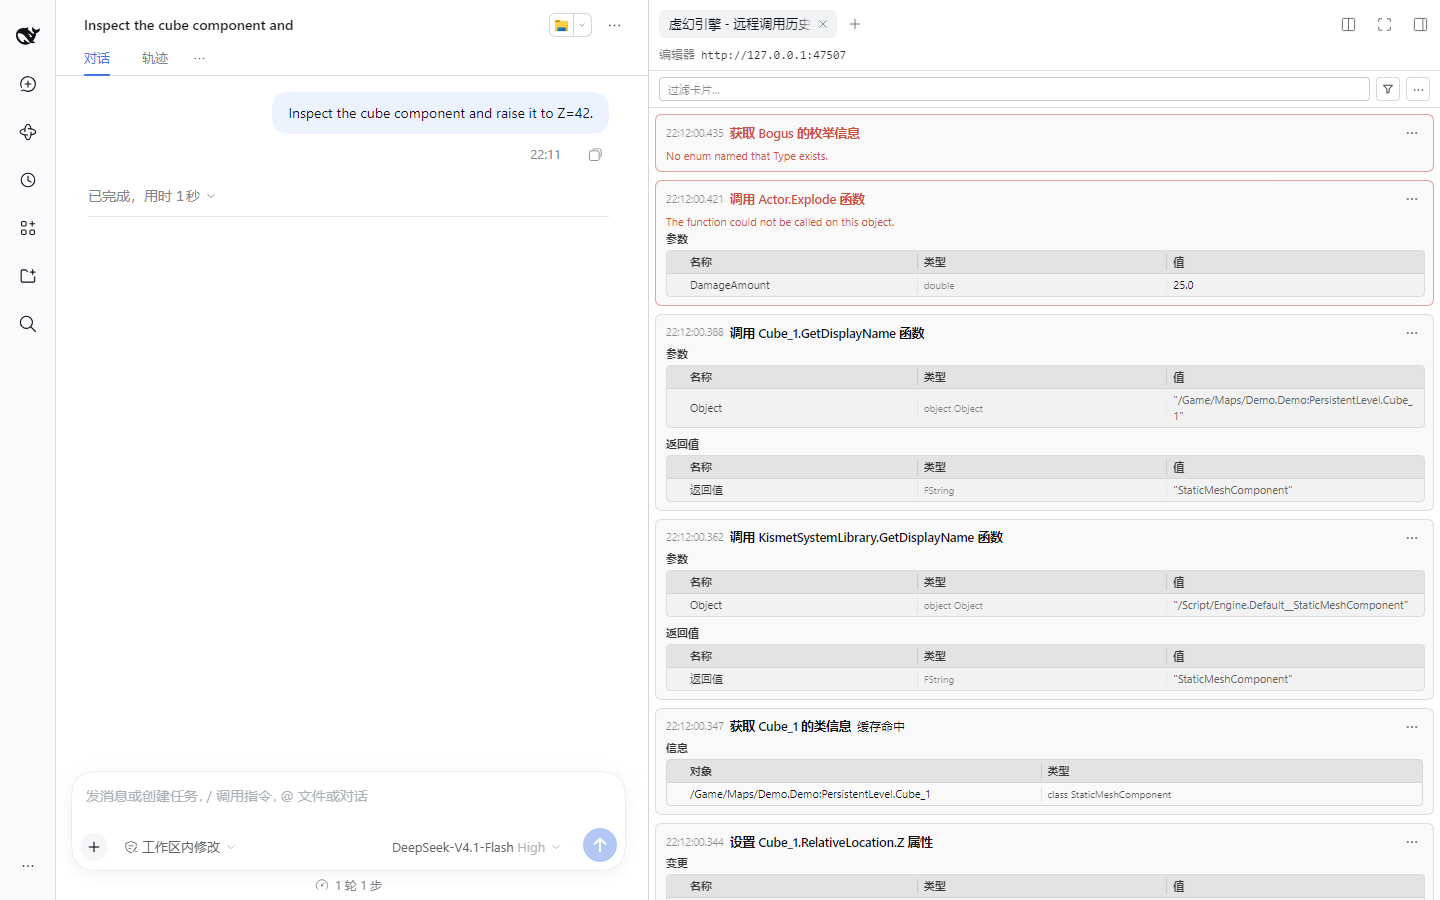 Inspect the cube component and
对话
轨迹
Inspect the cube component and raise it to Z=42.
22:11
已完成，用时 1 秒
发消息或创建任务，/ 调用指令，@ 文件或对话
工作区内修改
DeepSeek-V4.1-Flash High
1 轮 1 步
虚幻引擎 - 远程调用历史
编辑器 http://127.0.0.1:47507
过滤卡片...
22:12:00.435 获取 Bogus 的枚举信息
No enum named that Type exists.
22:12:00.421 调用 Actor.Explode 函数
The function could not be called on this object.
参数
名称 类型 值
DamageAmount double 25.0
22:12:00.388 调用 Cube_1.GetDisplayName 函数
参数
名称 类型 值
Object object Object "/Game/Maps/Demo.Demo:PersistentLevel.Cube_
1"
返回值
名称 类型 值
返回值 FString "StaticMeshComponent"
22:12:00.362 调用 KismetSystemLibrary.GetDisplayName 函数
参数
名称 类型 值
Object object Object "/Script/Engine.Default__StaticMeshComponent"
返回值
名称 类型 值
返回值 FString "StaticMeshComponent"
22:12:00.347 获取 Cube_1 的类信息 缓存命中
信息
对象 类型
/Game/Maps/Demo.Demo:PersistentLevel.Cube_1 class StaticMeshComponent
22:12:00.344 设置 Cube_1.RelativeLocation.Z 属性
变更
名称 类型 值